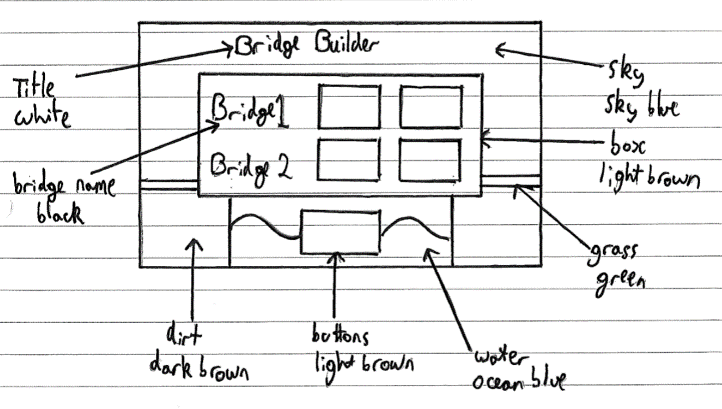 Bridge Builder
Title
white
sky
sky blue
Bridge 1
Bridge 2
box
light brown
bridge name
black
grass
green
dirt
dark brown
buttons
light brown
water
ocean blue